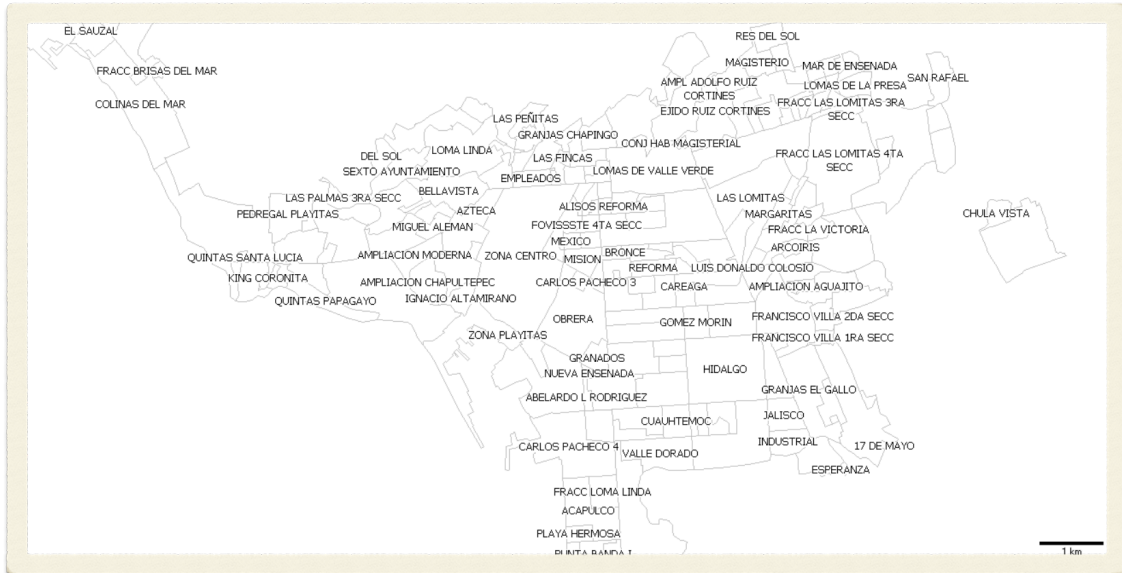 EL SAUZAL
RES DEL SOL
MAGISTERIO
MAR DE ENSENADA
FRACC BRISAS DEL MAR
SAN RAFAEL
AMPL ADOLFO RUIZ
CORTINES
LOMAS DE LA PRESA
COLINAS DEL MAR
FRACC LAS LOMITAS 3RA
SECC
EJIDO RUIZ CORTINES
LAS PEÑITAS
GRANJAS CHAPINGO
CONJ HAB MAGISTERIAL
LOMA LINDA
DEL SOL
LAS FINCAS
FRACC LAS LOMITAS 4TA
SECC
SEXTO AYUNTAMIENTO
LOMAS DE VALLE VERDE
EMPLEADOS
BELLAVISTA
LAS PALMAS 3RA SECC
LAS LOMITAS
ALISOS REFORMA
AZTECA
PEDREGAL PLAYITAS
MARGARITAS
CHULA VISTA
MIGUEL ALEMAN
FOVISSSTE 4TA SECC
FRACC LA VICTORIA
MEXICO
ARCOIRIS
QUINTAS SANTA LUCIA
AMPLIACION MODERNA
ZONA CENTRO
MISION
BRONCE
REFORMA
LUIS DONALDO COLOSIO
KING CORONITA
AMPLIACION CHAPULTEPEC
CARLOS PACHECO 3
CAREAGA
AMPLIACION AGUAJITO
QUINTAS PAPAGAYO
IGNACIO ALTAMIRANO
OBRERA
GOMEZ MORIN
FRANCISCO VILLA 2DA SECC
ZONA PLAYITAS
FRANCISCO VILLA 1RA SECC
GRANADOS
HIDALGO
NUEVA ENSENADA
GRANJAS EL GALLO
ABELARDO L RODRIGUEZ
JALISCO
CUAUHTEMOC
INDUSTRIAL
17 DE MAYO
CARLOS PACHECO 4
VALLE DORADO
ESPERANZA
FRACC LOMA LINDA
ACAPULCO
PLAYA HERMOSA
PUNTA BANDA I
1 km